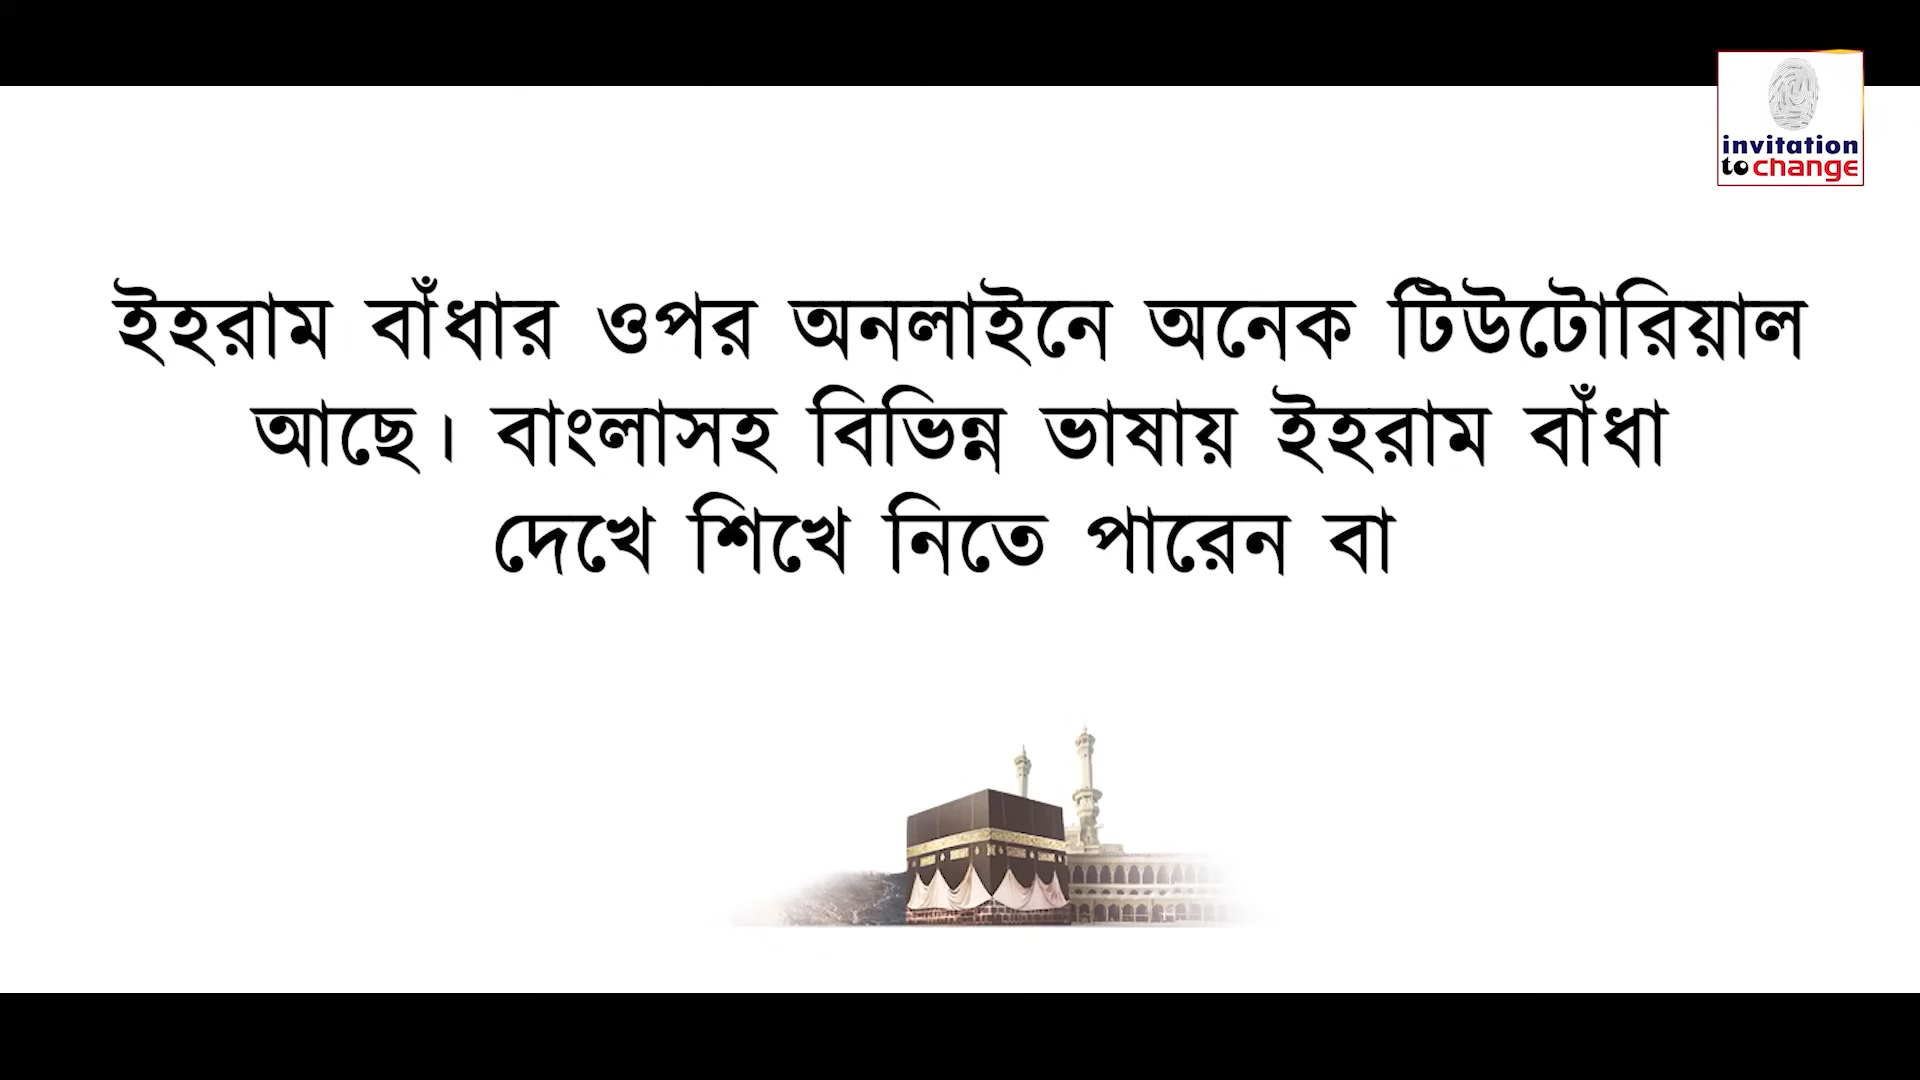 invitation
to change
ইহরাম বাঁধার ওপর অনলাইনে অনেক টিউটোরিয়াল
আছে। বাংলাসহ বিভিন্ন ভাষায় ইহরাম বাঁধা
দেখে শিখে নিতে পারেন বা